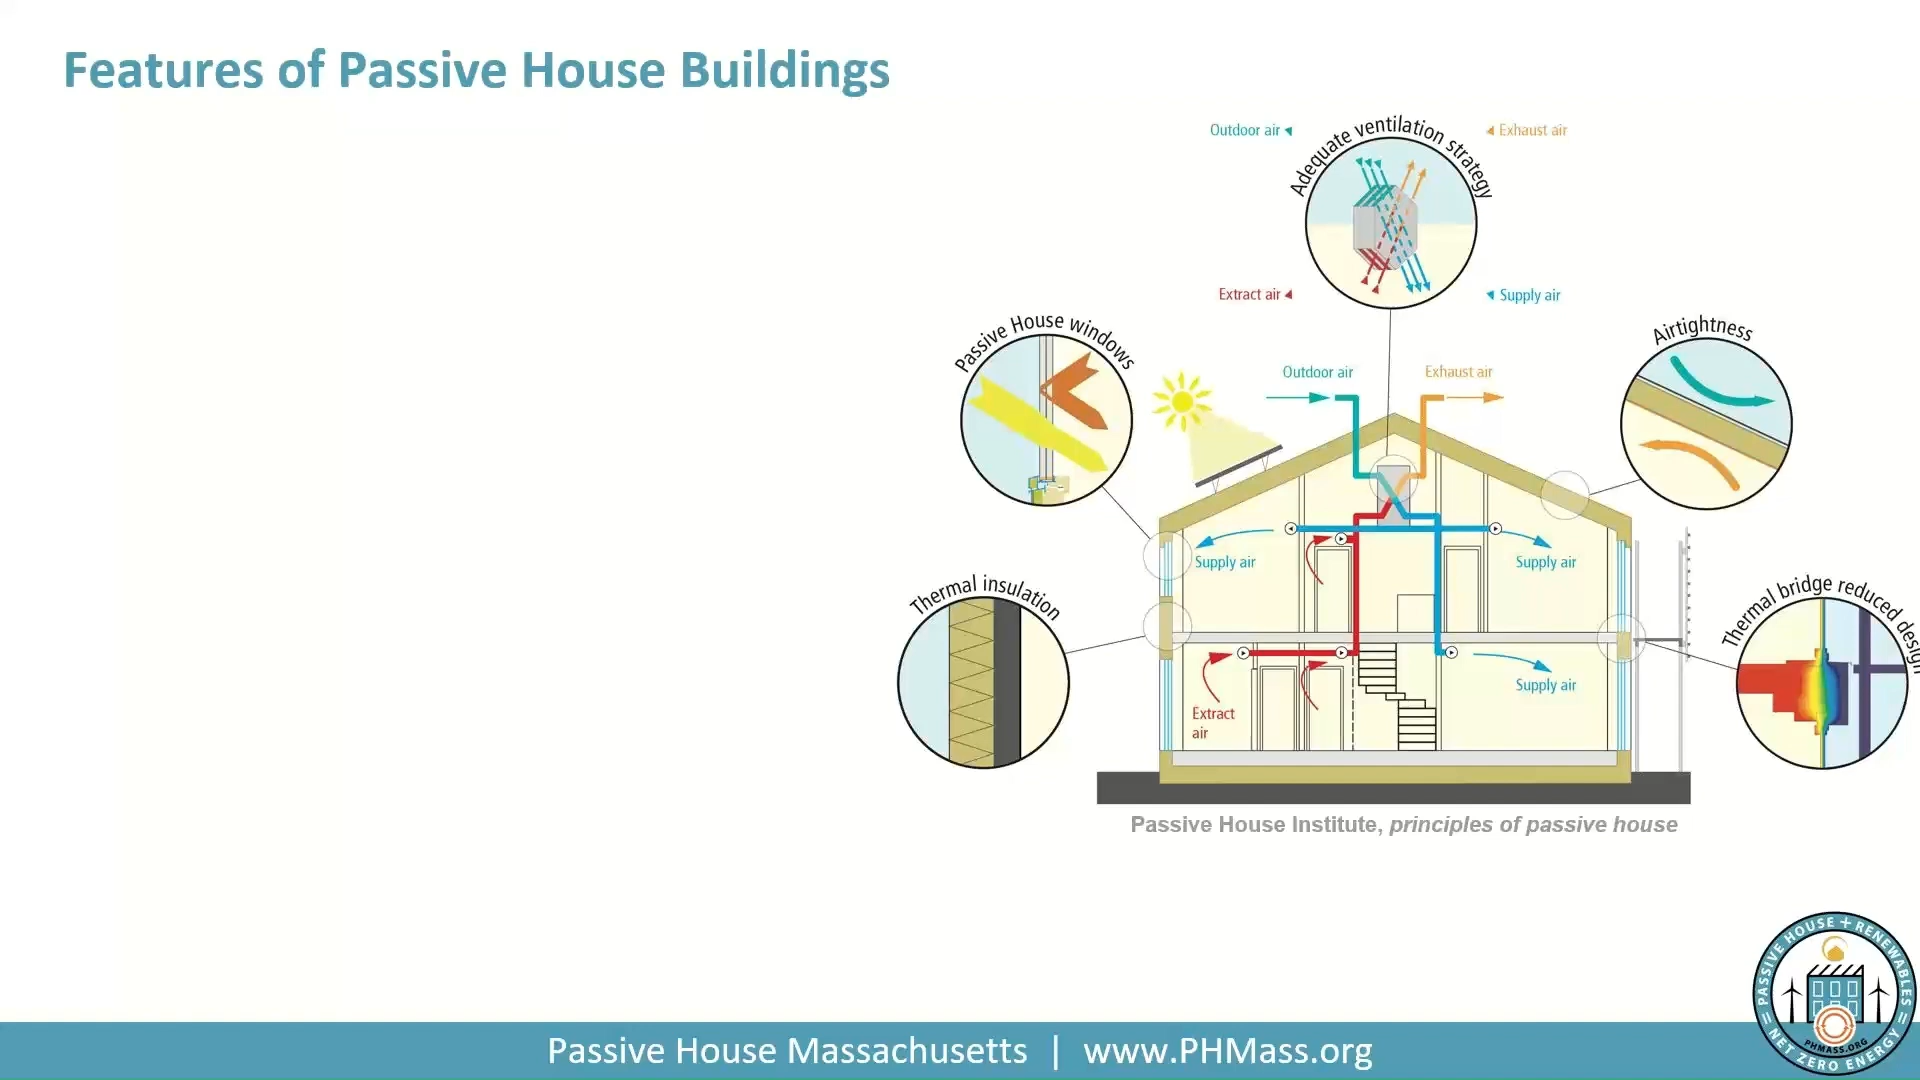 Features of Passive House Buildings
Outdoor air
Exhaust air
Adequate ventilation strategy
Extract air
Supply air
Passive House windows
Airtightness
Outdoor air
Exhaust air
Supply air
Supply air
Thermal insulation
Thermal bridge reduced design
Supply air
Extract
air
Passive House Institute, principles of passive house
PASSIVE HOUSE + RENEWABLES
= NET ZERO ENERGY =
PHMASS.ORG
Passive House Massachusetts | www.PHMass.org